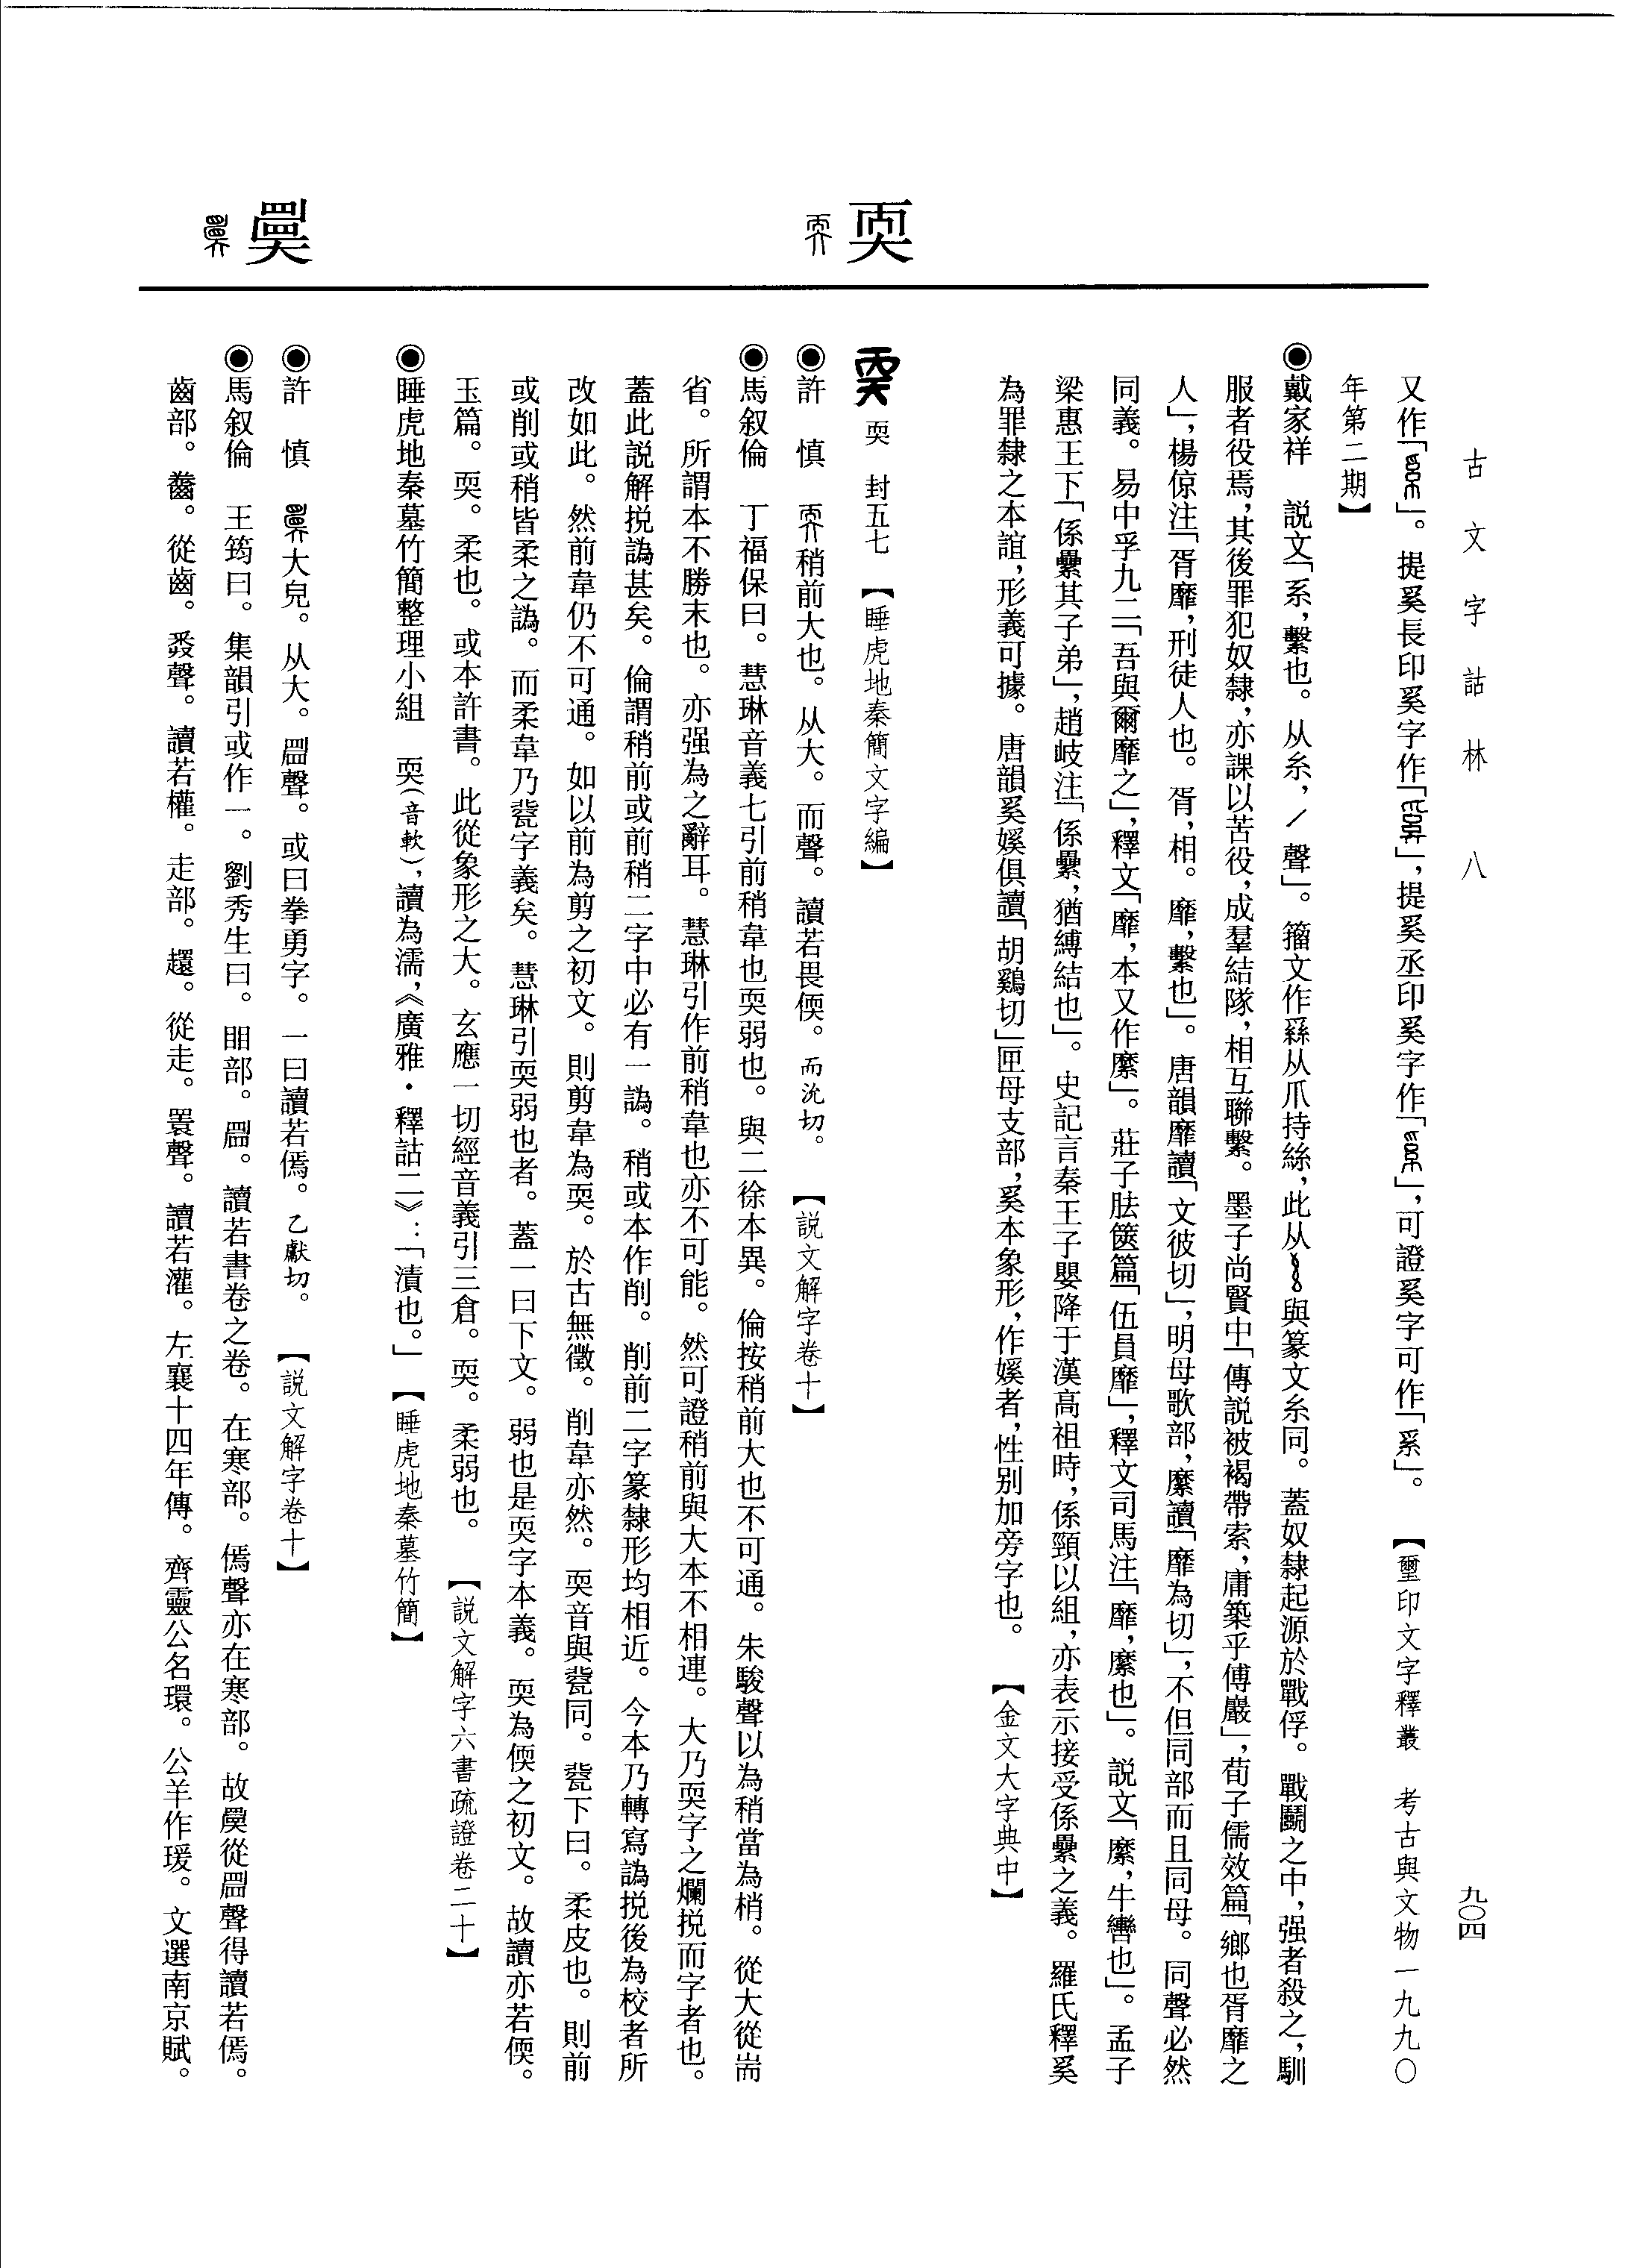 古文字詁林　八
九〇四
又作「」。提奚長印奚字作「」，提奚丞印奚字作「」，可證奚字可作「系」。【璽印文字釋叢　考古與文物一九九〇
年第二期】
◉戴家祥　説文「系，繫也。从糸，丿聲」。籀文作𦃟从爪持絲，此从與篆文糸同。蓋奴隸起源於戰俘。戰鬭之中，强者殺之，馴
服者役焉，其後罪犯奴隸，亦課以苦役，成羣結隊，相互聯繫。墨子尚賢中「傅説被褐帶索，庸築乎傅巖」，荀子儒效篇「鄉也胥靡之
人」，楊倞注「胥靡，刑徒人也。胥，相。靡，繫也」。唐韻靡讀「文彼切」，明母歌部，縻讀「靡為切」，不但同部而且同母。同聲必然
同義。易中孚九二「吾與爾靡之」，釋文「靡，本又作縻」。莊子胠篋篇「伍員靡」，釋文司馬注「靡，縻也」。説文「縻，牛轡也」。孟子
梁惠王下「係纍其子弟」，趙岐注「係纍，猶縛結也」。史記言秦王子嬰降于漢高祖時，係頸以組，亦表示接受係纍之義。羅氏釋奚
為罪隸之本誼，形義可據。唐韻奚㜎俱讀「胡鷄切」匣母支部，奚本象形，作㜎者，性别加旁字也。【金文大字典中】
耎
耎　封五七　【睡虎地秦簡文字編】
◉許　慎　稍前大也。从大。而聲。讀若畏偄。而沇切。【説文解字卷十】
◉馬叙倫　丁福保曰。慧琳音義七引前稍韋也耎弱也。與二徐本異。倫按稍前大也不可通。朱駿聲以為稍當為梢。從大從耑
省。所謂本不勝末也。亦强為之辭耳。慧琳引作前稍韋也亦不可能。然可證稍前與大本不相連。大乃耎字之爛挩而字者也。
蓋此説解挩譌甚矣。倫謂稍前或前稍二字中必有一譌。稍或本作削。削前二字篆隸形均相近。今本乃轉寫譌挩後為校者所
改如此。然前韋仍不可通。如以前為剪之初文。則剪韋為耎。於古無徵。削韋亦然。耎音與㼱同。㼱下曰。柔皮也。則前
或削或稍皆柔之譌。而柔韋乃㼱字義矣。慧琳引耎弱也者。蓋一曰下文。弱也是耎字本義。耎為偄之初文。故讀亦若偄。
玉篇。耎。柔也。或本許書。此從象形之大。玄應一切經音義引三倉。耎。柔弱也。【説文解字六書疏證卷二十】
◉睡虎地秦墓竹簡整理小組　耎（音軟），讀為濡，《廣雅・釋詁二》：「漬也。」【睡虎地秦墓竹簡】
奰
◉許　慎　大皃。从大。㗊聲。或曰拳勇字。一曰讀若傿。乙獻切。【説文解字卷十】
◉馬叙倫　王筠曰。集韻引或作一。劉秀生曰。䀠部。𥄕。讀若書卷之卷。在寒部。傿聲亦在寒部。故𡙇從𥄕聲得讀若傿。
齒部。齤。從齒。𢍏聲。讀若權。走部。趯。從走。瞏聲。讀若灌。左襄十四年傳。齊靈公名環。公羊作瑗。文選南京賦。